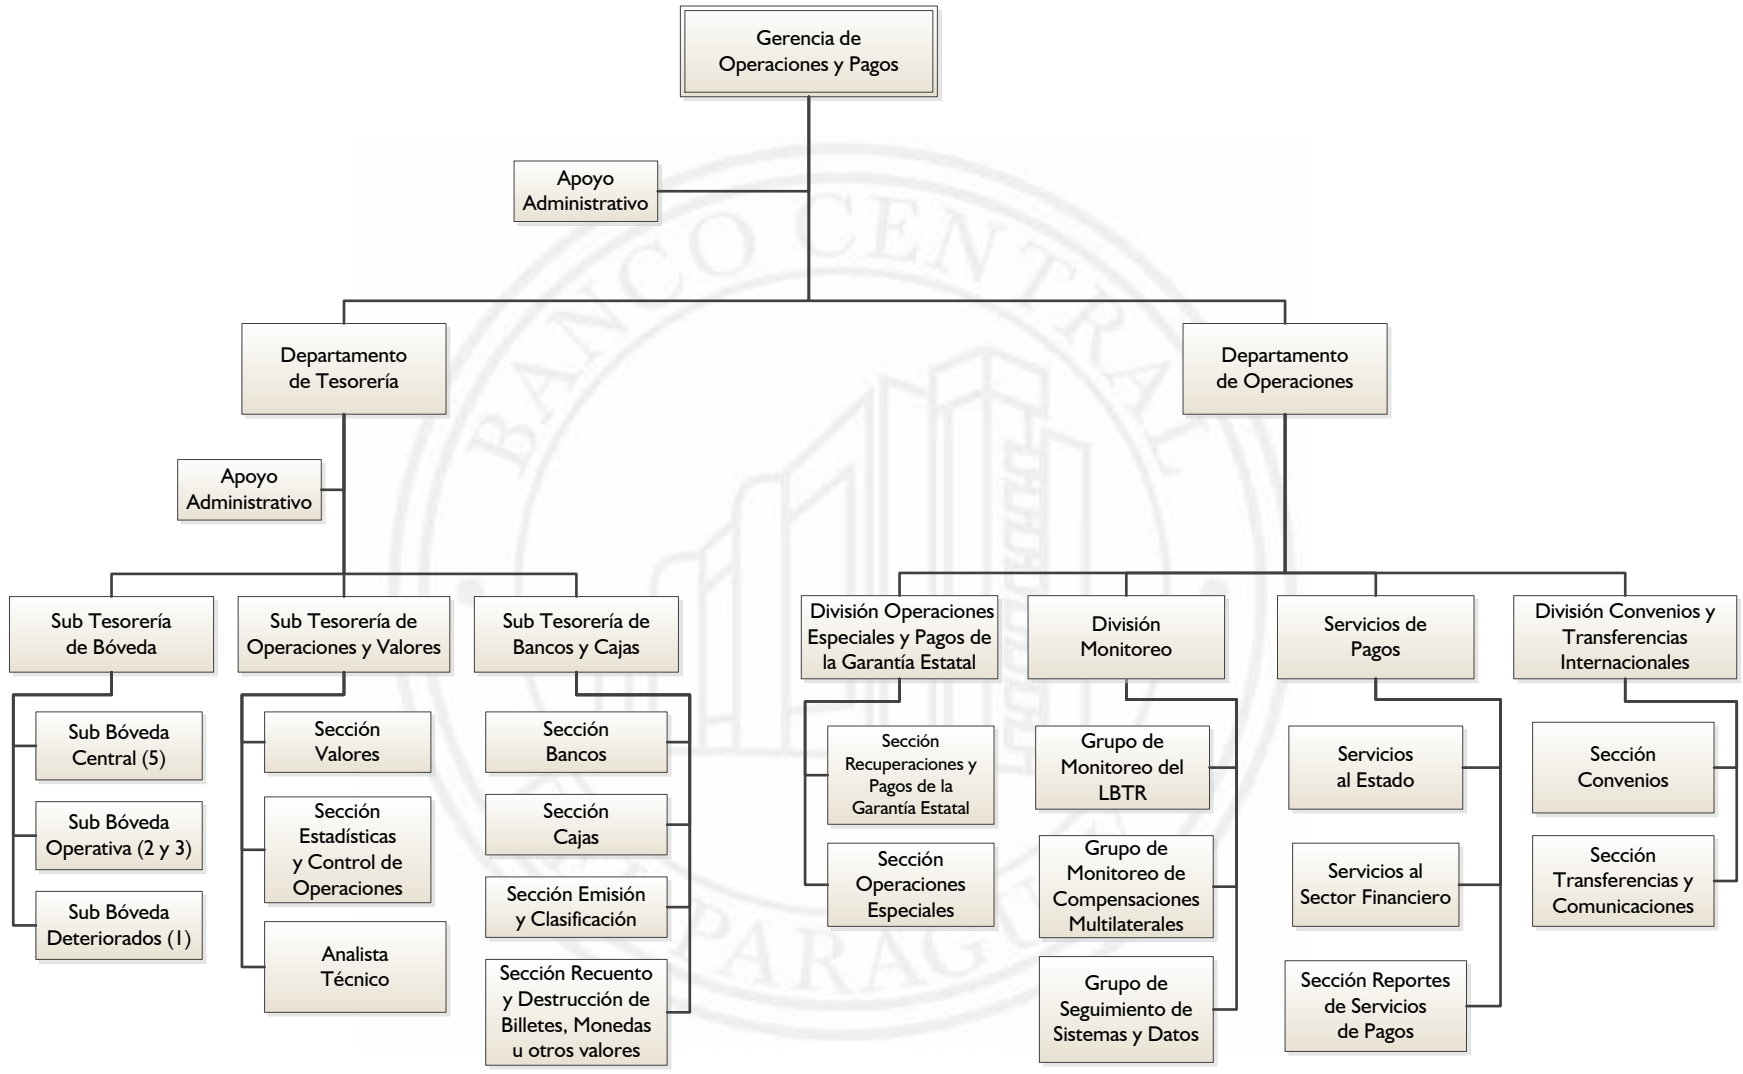 Gerencia de
Operaciones y Pagos
Apoyo
Administrativo
Departamento
de Tesorería
Departamento
de Operaciones
Apoyo
Administrativo
Sub Tesorería
de Bóveda
Sub Tesorería de
Operaciones y Valores
Sub Tesorería de
Bancos y Cajas
División Operaciones
Especiales y Pagos de
la Garantía Estatal
División
Monitoreo
Servicios de
Pagos
División Convenios y
Transferencias
Internacionales
Sub Bóveda
Central (5)
Sub Bóveda
Operativa (2 y 3)
Sub Bóveda
Deteriorados (1)
Sección
Valores
Sección
Estadísticas
y Control de
Operaciones
Analista
Técnico
Sección
Bancos
Sección
Cajas
Sección Emisión
y Clasificación
Sección Recuento
y Destrucción de
Billetes, Monedas
u otros valores
Sección
Recuperaciones y
Pagos de la
Garantía Estatal
Sección
Operaciones
Especiales
Grupo de
Monitoreo del
LBTR
Grupo de
Monitoreo de
Compensaciones
Multilaterales
Grupo de
Seguimiento de
Sistemas y Datos
Servicios
al Estado
Servicios al
Sector Financiero
Sección Reportes
de Servicios
de Pagos
Sección
Convenios
Sección
Transferencias y
Comunicaciones
BANCO CENTRAL
PARAGUAY